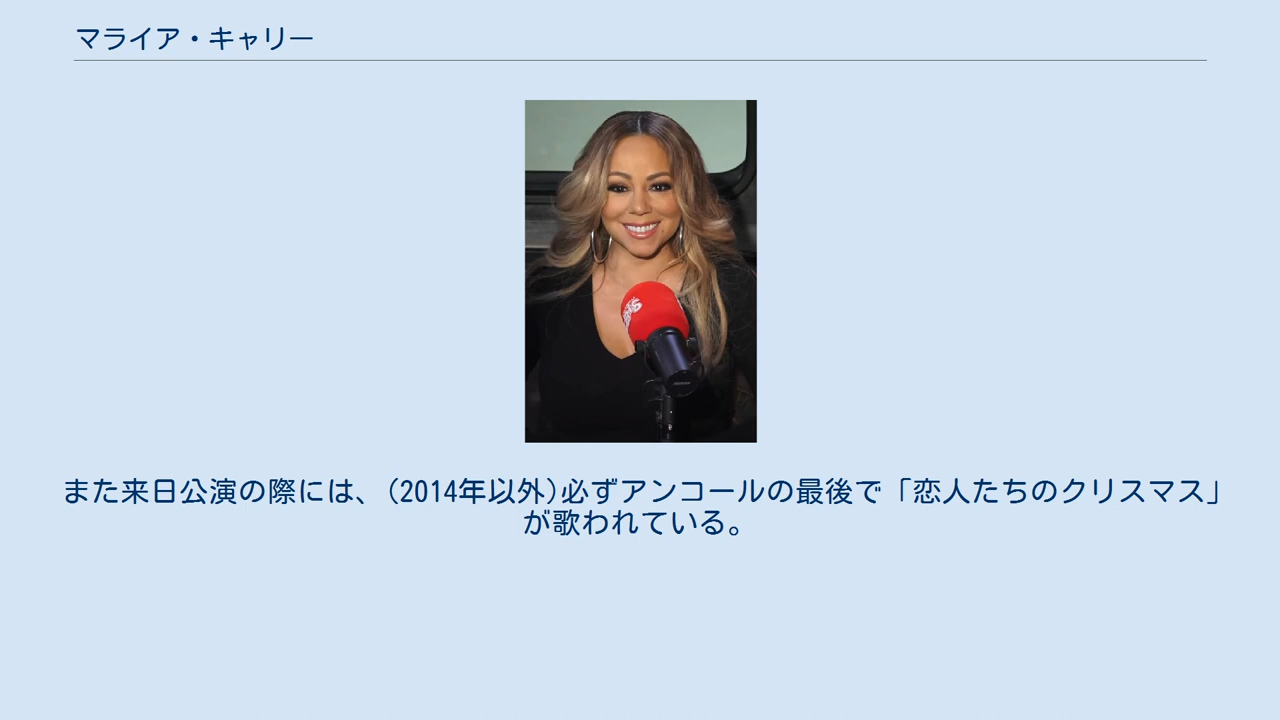 マライア・キャリー
また来日公演の際には、(2014年以外)必ずアンコールの最後で「恋人たちのクリスマス」
が歌われている。